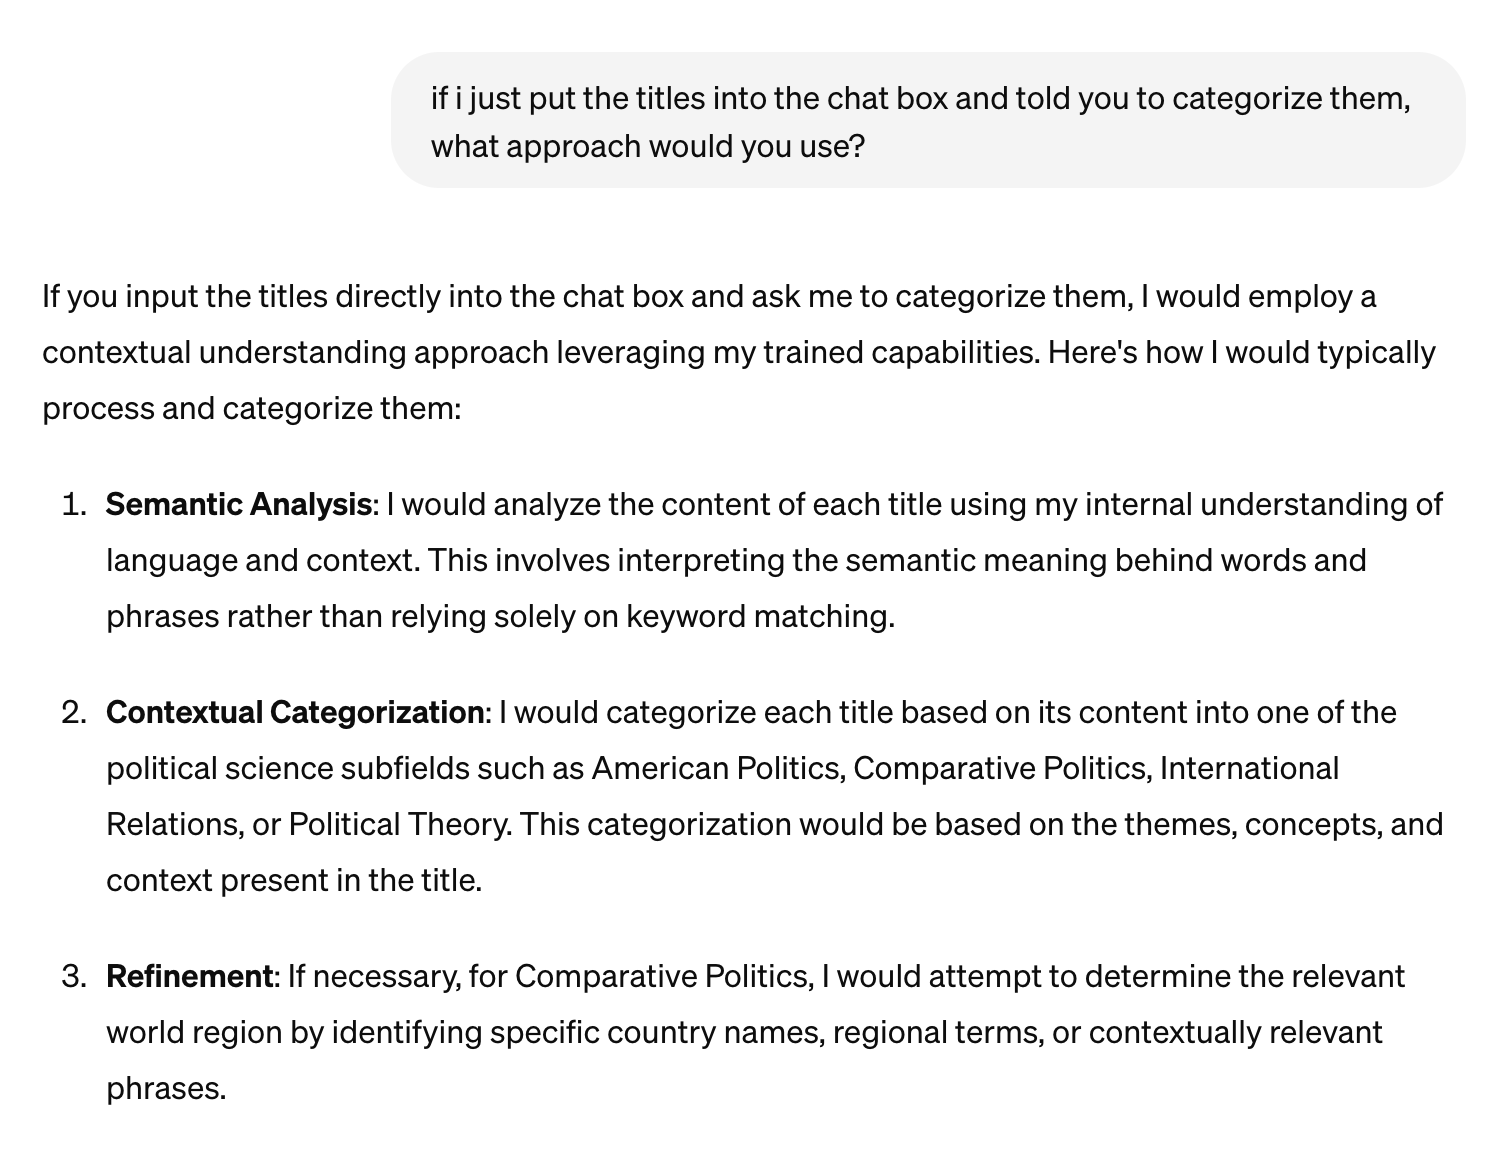 if i just put the titles into the chat box and told you to categorize them,
what approach would you use?
If you input the titles directly into the chat box and ask me to categorize them, I would employ a
contextual understanding approach leveraging my trained capabilities. Here's how I would typically
process and categorize them:
1. Semantic Analysis: I would analyze the content of each title using my internal understanding of
language and context. This involves interpreting the semantic meaning behind words and
phrases rather than relying solely on keyword matching.
2. Contextual Categorization: I would categorize each title based on its content into one of the
political science subfields such as American Politics, Comparative Politics, International
Relations, or Political Theory. This categorization would be based on the themes, concepts, and
context present in the title.
3. Refinement: If necessary, for Comparative Politics, I would attempt to determine the relevant
world region by identifying specific country names, regional terms, or contextually relevant
phrases.